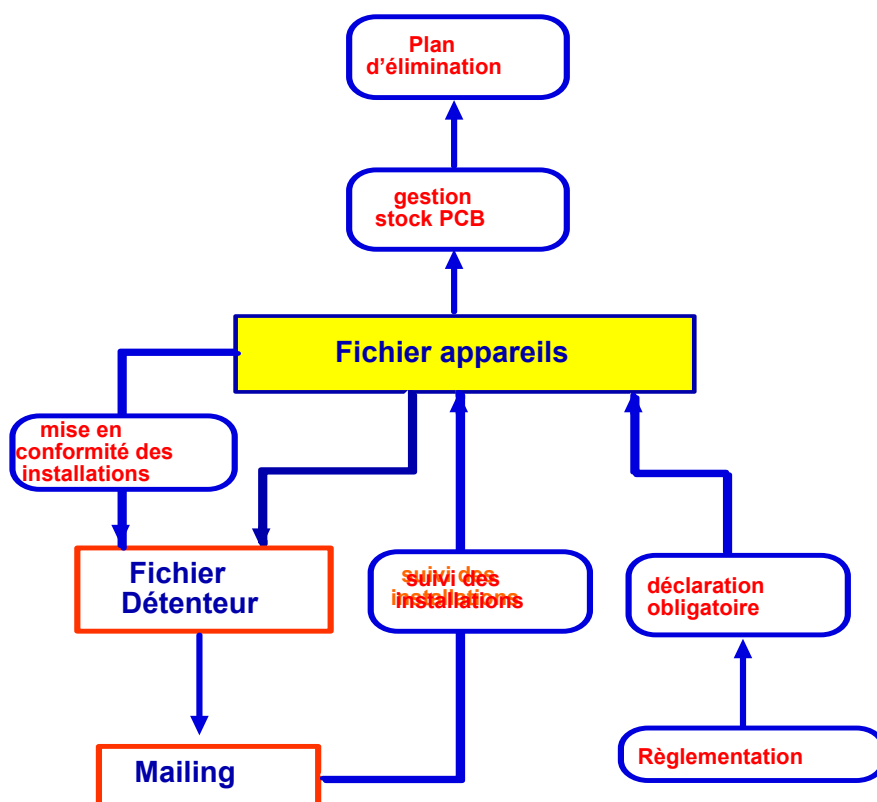 Plan
d'élimination
gestion
stock PCB
Fichier appareils
mise en
conformité des
installations
Fichier
Détenteur
suivi des
installations
déclaration
obligatoire
Mailing
Règlementation